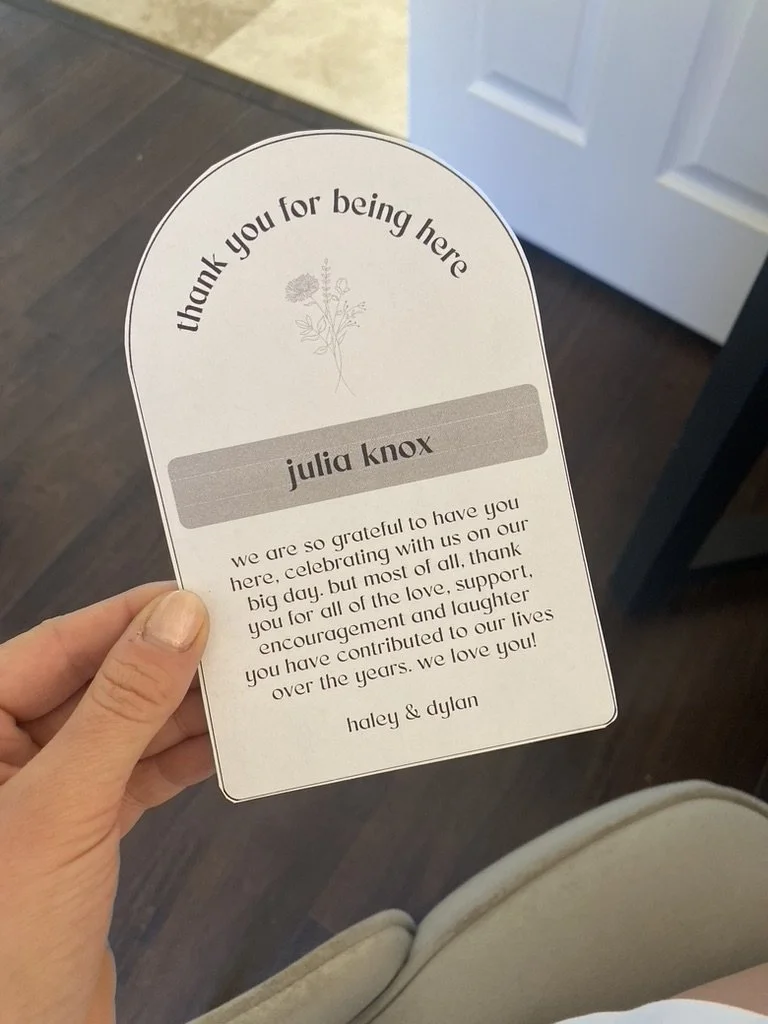 thank you for being here
julia knox
we are so grateful to have you
here, celebrating with us on our
big day. but most of all, thank
you for all of the love, support,
encouragement and laughter
you have contributed to our lives
over the years. we love you!
haley & dylan